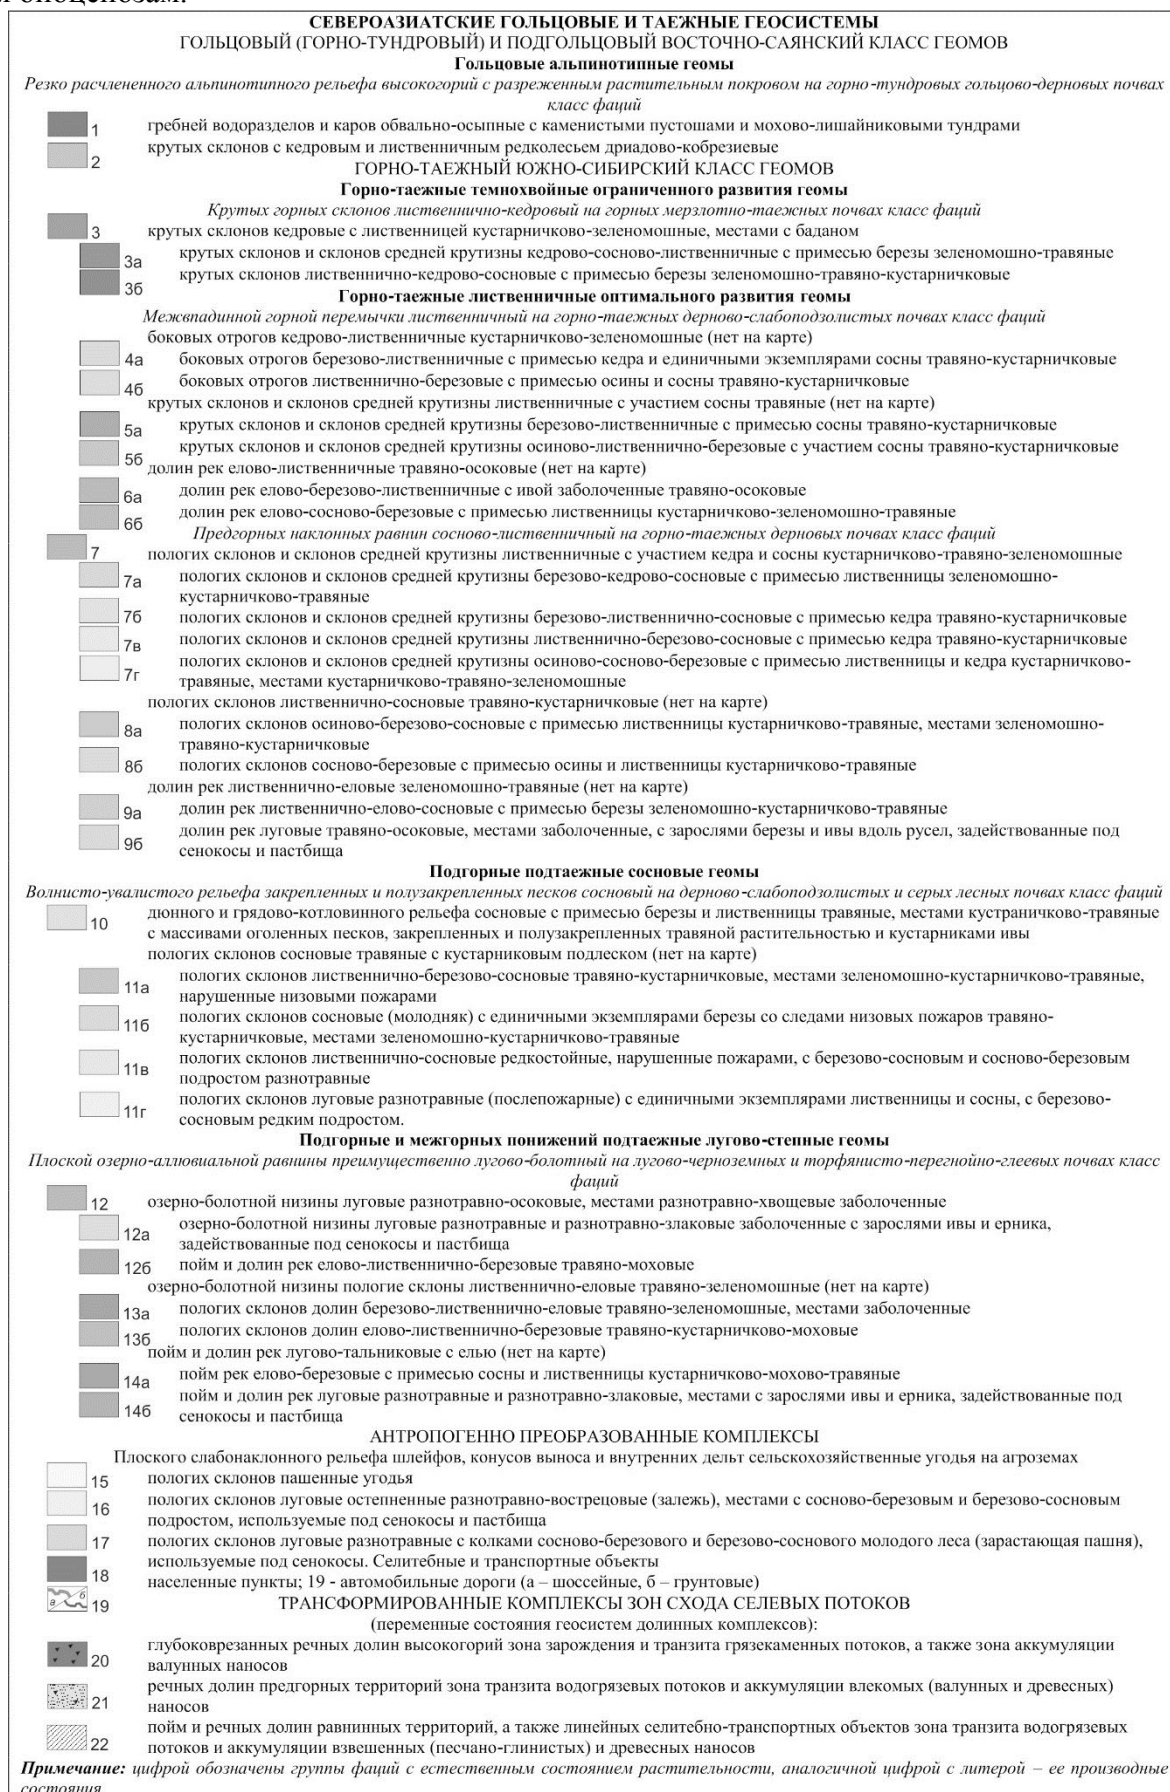 СЕВЕРОАЗИАТСКИЕ ГОЛЬЦОВЫЕ И ТАЕЖНЫЕ ГЕОСИСТЕМЫ
ГОЛЬЦОВЫЙ (ГОРНО-ТУНДРОВЫЙ) И ПОДГОЛЬЦОВЫЙ ВОСТОЧНО-САЯНСКИЙ КЛАСС ГЕОМОВ
Гольцовые альпинотипные геомы
Резко расчлененного альпинотипного рельефа высокогорий с разреженным растительным покровом на горно-тундровых гольцово-дерновых почвах
класс фаций
1 гребней водоразделов и каров обвально-осыпные с каменистыми пустошами и мохово-лишайниковыми тундрами
2 крутых склонов с кедровым и лиственничным редколесьем дриадово-кобрезиевые
ГОРНО-ТАЕЖНЫЙ ЮЖНО-СИБИРСКИЙ КЛАСС ГЕОМОВ
Горно-таежные темнохвойные ограниченного развития геомы
Крутых горных склонов лиственнично-кедровый на горных мерзлотно-таежных почвах класс фаций
3 крутых склонов кедровые с лиственницей кустарничково-зеленомошные, местами с баданом
3а крутых склонов и склонов средней крутизны кедрово-сосново-лиственничные с примесью березы зеленомошно-травяные
3б крутых склонов лиственнично-кедрово-сосновые с примесью березы зеленомошно-травяно-кустарничковые
Горно-таежные лиственничные оптимального развития геомы
Межвпадинной горной перемычки лиственничный на горно-таежных дерново-слабоподзолистых почвах класс фаций
боковых отрогов кедрово-лиственничные кустарничково-зеленомошные (нет на карте)
4а боковых отрогов березово-лиственничные с примесью кедра и единичными экземплярами сосны травяно-кустарничковые
4б боковых отрогов лиственнично-березовые с примесью осины и сосны травяно-кустарничковые
крутых склонов и склонов средней крутизны лиственничные с участием сосны травяные (нет на карте)
5а крутых склонов и склонов средней крутизны березово-лиственничные с примесью сосны травяно-кустарничковые
5б крутых склонов и склонов средней крутизны осиново-лиственнично-березовые с участием сосны травяно-кустарничковые
долин рек елово-лиственничные травяно-осоковые (нет на карте)
6а долин рек елово-березово-лиственничные с ивой заболоченные травяно-осоковые
6б долин рек елово-сосново-березовые с примесью лиственницы кустарничково-зеленомошно-травяные
Предгорных наклонных равнин сосново-лиственничный на горно-таежных дерновых почвах класс фаций
7 пологих склонов и склонов средней крутизны лиственничные с участием кедра и сосны кустарничково-травяно-зеленомошные
7а пологих склонов и склонов средней крутизны березово-кедрово-сосновые с примесью лиственницы зеленомошно-
кустарничково-травяные
7б пологих склонов и склонов средней крутизны березово-лиственнично-сосновые с примесью кедра травяно-кустарничковые
7в пологих склонов и склонов средней крутизны лиственнично-березово-сосновые с примесью кедра травяно-кустарничковые
7г пологих склонов и склонов средней крутизны осиново-сосново-березовые с примесью лиственницы и кедра кустарничково-
травяные, местами кустарничково-травяно-зеленомошные
пологих склонов лиственнично-сосновые травяно-кустарничковые (нет на карте)
8а пологих склонов осиново-березово-сосновые с примесью лиственницы кустарничково-травяные, местами зеленомошно-
травяно-кустарничковые
8б пологих склонов сосново-березовые с примесью осины и лиственницы кустарничково-травяные
долин рек лиственнично-еловые зеленомошно-травяные (нет на карте)
9а долин рек лиственнично-елово-сосновые с примесью березы зеленомошно-кустарничково-травяные
9б долин рек луговые травяно-осоковые, местами заболоченные, с зарослями березы и ивы вдоль русел, задействованные под
сенокосы и пастбища
Подгорные подтаежные сосновые геомы
Волнисто-увалистого рельефа закрепленных и полузакрепленных песков сосновый на дерново-слабоподзолистых и серых лесных почвах класс фаций
10 дюнного и грядово-котловинного рельефа сосновые с примесью березы и лиственницы травяные, местами кустраничково-травяные
с массивами оголенных песков, закрепленных и полузакрепленных травяной растительностью и кустарниками ивы
пологих склонов сосновые травяные с кустарниковым подлеском (нет на карте)
11а пологих склонов лиственнично-березово-сосновые травяно-кустарничковые, местами зеленомошно-кустарничково-травяные,
нарушенные низовыми пожарами
11б пологих склонов сосновые (молодняк) с единичными экземплярами березы со следами низовых пожаров травяно-
кустарничковые, местами зеленомошно-кустарничково-травяные
11в пологих склонов лиственнично-сосновые редкостойные, нарушенные пожарами, с березово-сосновым и сосново-березовым
подростом разнотравные
11г пологих склонов луговые разнотравные (послепожарные) с единичными экземплярами лиственницы и сосны, с березово-
сосновым редким подростом.
Подгорные и межгорных понижений подтаежные лугово-степные геомы
Плоской озерно-аллювиальной равнины преимущественно лугово-болотный на лугово-черноземных и торфянисто-перегнойно-глеевых почвах класс
фаций
12 озерно-болотной низины луговые разнотравно-осоковые, местами разнотравно-хвощевые заболоченные
12а озерно-болотной низины луговые разнотравные и разнотравно-злаковые заболоченные с зарослями ивы и ерника,
задействованные под сенокосы и пастбища
12б пойм и долин рек елово-лиственнично-березовые травяно-моховые
озерно-болотной низины пологие склоны лиственнично-еловые травяно-зеленомошные (нет на карте)
13а пологих склонов долин березово-лиственнично-еловые травяно-зеленомошные, местами заболоченные
13б пологих склонов долин елово-лиственнично-березовые травяно-кустарничково-моховые
пойм и долин рек лугово-тальниковые с елью (нет на карте)
14а пойм рек елово-березовые с примесью сосны и лиственницы кустарничково-мохово-травяные
14б пойм и долин рек луговые разнотравные и разнотравно-злаковые, местами с зарослями ивы и ерника, задействованные под
сенокосы и пастбища
АНТРОПОГЕННО ПРЕОБРАЗОВАННЫЕ КОМПЛЕКСЫ
Плоского слабонаклонного рельефа шлейфов, конусов выноса и внутренних дельт сельскохозяйственные угодья на агроземах
15 пологих склонов пашенные угодья
16 пологих склонов луговые остепненные разнотравно-вострецовые (залежь), местами с сосново-березовым и березово-сосновым
подростом, используемые под сенокосы и пастбища
17 пологих склонов луговые разнотравные с колками сосново-березового и березово-соснового молодого леса (зарастающая пашня),
используемые под сенокосы. Селитебные и транспортные объекты
18 населенные пункты; 19 - автомобильные дороги (а – шоссейные, б – грунтовые)
а б 19 ТРАНСФОРМИРОВАННЫЕ КОМПЛЕКСЫ ЗОН СХОДА СЕЛЕВЫХ ПОТОКОВ
(переменные состояния геосистем долинных комплексов):
20 глубоковрезанных речных долин высокогорий зона зарождения и транзита грязекаменных потоков, а также зона аккумуляции
валунных наносов
21 речных долин предгорных территорий зона транзита водогрязевых потоков и аккумуляции влекомых (валунных и древесных)
наносов
22 пойм и речных долин равнинных территорий, а также линейных селитебно-транспортных объектов зона транзита водогрязевых
потоков и аккумуляции взвешенных (песчано-глинистых) и древесных наносов
Примечание: цифрой обозначены группы фаций с естественным состоянием растительности, аналогичной цифрой с литерой – ее производные
состояния